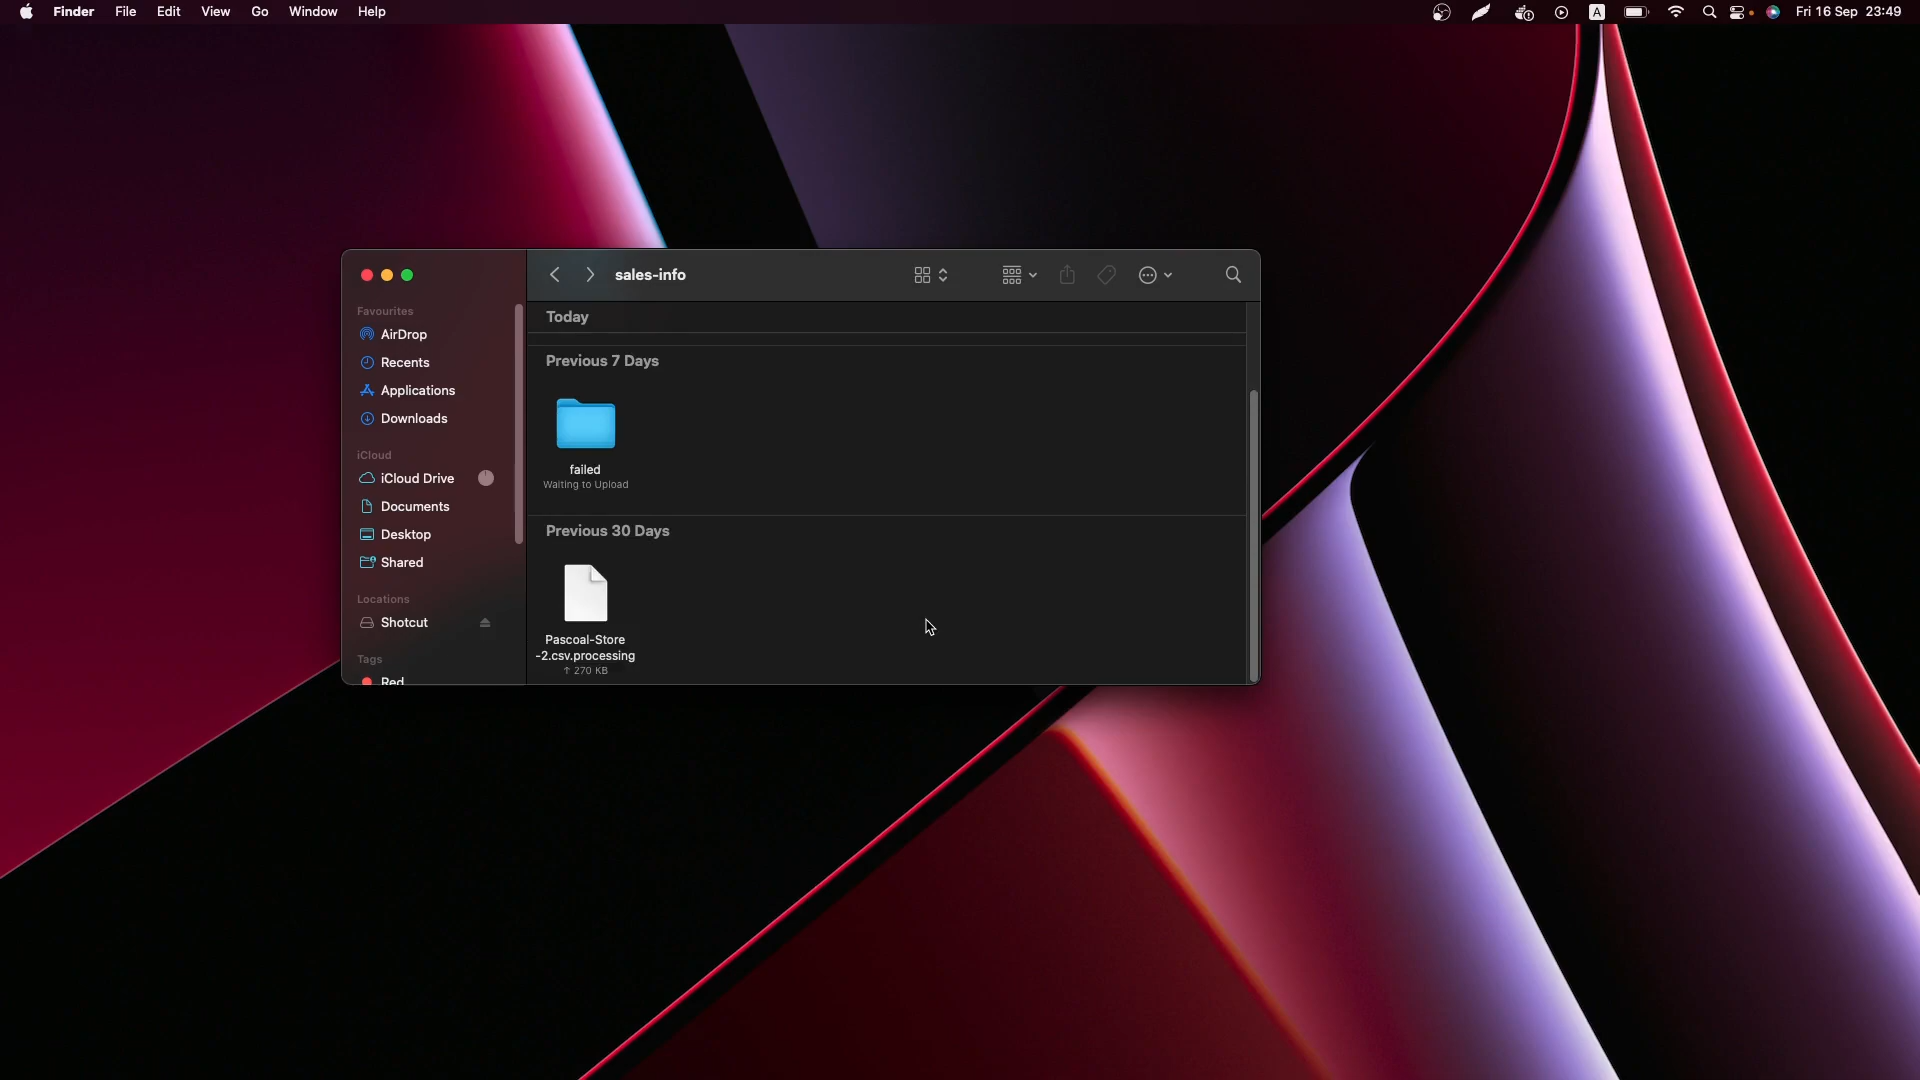 Finder File Edit View Go Window Help
A
Fri 16 Sep 23:49
sales-info
Favourites
AirDrop
Recents
Applications
Downloads
iCloud
iCloud Drive
Documents
Desktop
Shared
Locations
Shotcut
Tags
Red
Today
Previous 7 Days
failed
Waiting to Upload
Previous 30 Days
Pascoal-Store
-2.csv.processing
↑ 270 KB